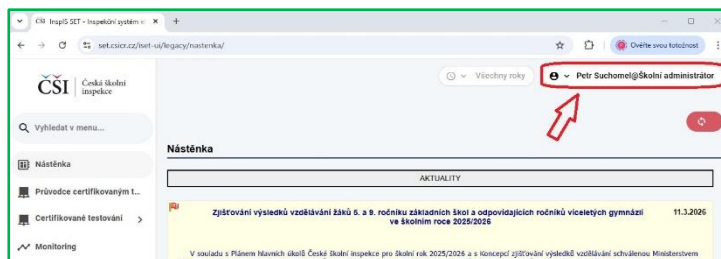 ČŠI InspIS SET - Inspekční systém e
set.csicr.cz/iset-ui/legacy/nastenka/
Ověřte svou totožnost
ČŠI Česká školní
inspekce
Všechny roky
Petr Suchomel@Školní administrátor
Vyhledat v menu...
Nástěnka
Nástěnka
Průvodce certifikovaným t...
Certifikované testování
Monitoring
AKTUALITY
Zjišťování výsledků vzdělávání žáků 5. a 9. ročníku základních škol a odpovídajících ročníků víceletých gymnázií
ve školním roce 2025/2026
11.3.2026
V souladu s Plánem hlavních úkolů České školní inspekce pro školní rok 2025/2026 a s Koncepcí zjišťování výsledků vzdělávání schválenou Ministerstvem